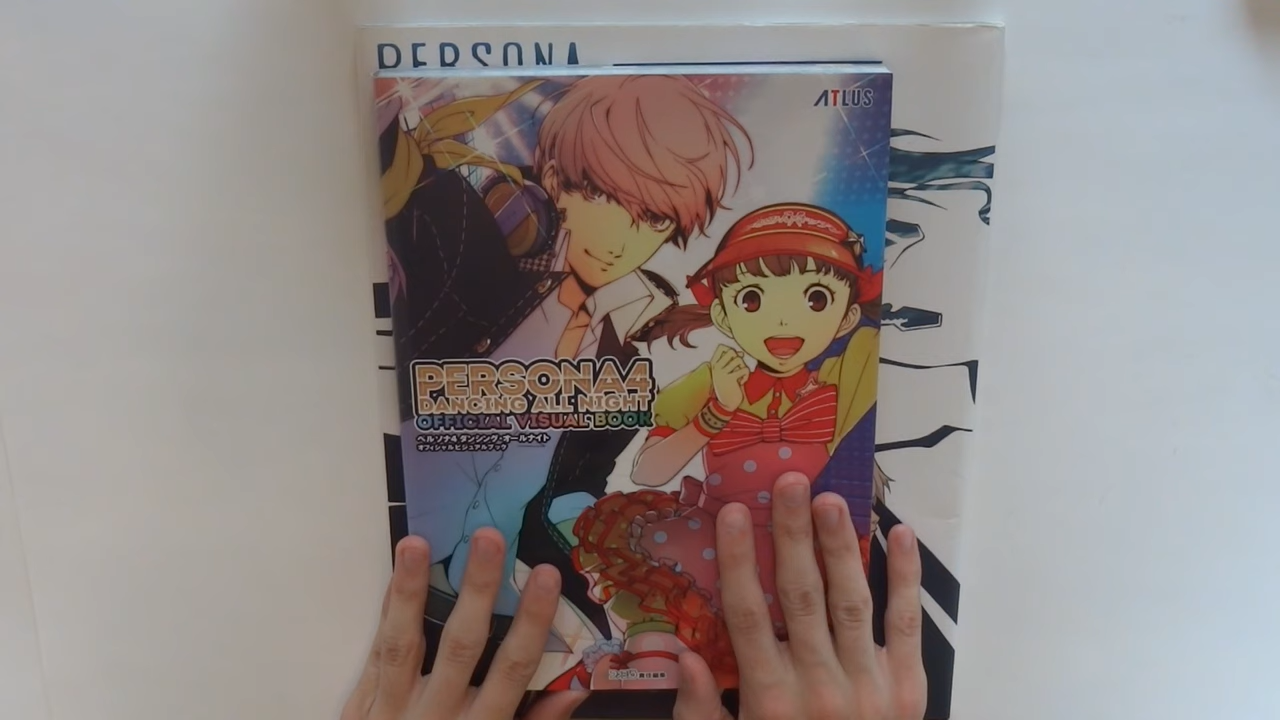 PERSONA
ATLUS
PERSONA4
DANCING ALL NIGHT
OFFICIAL VISUAL BOOK
ペルソナ4 ダンシング・オールナイト
オフィシャルビジュアルブック